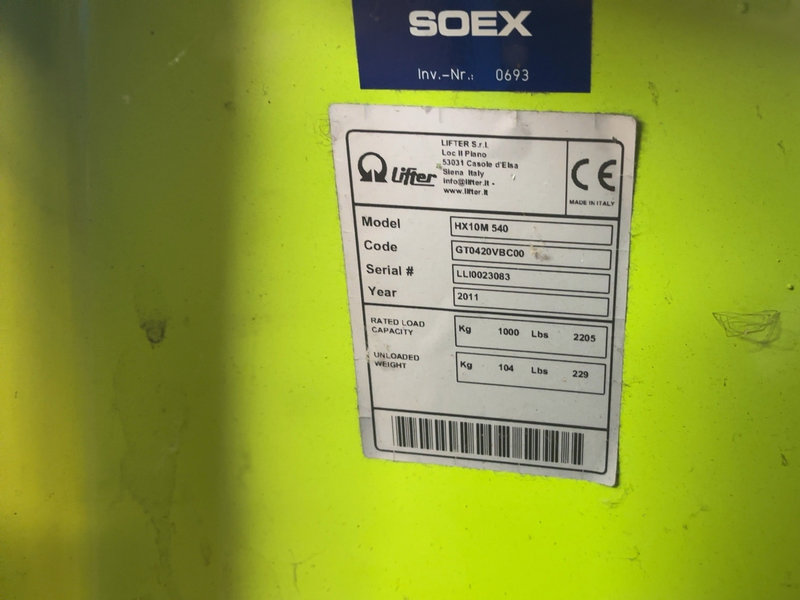 SOEX
Inv.-Nr.: 0693
Lifter
LIFTER S.r.l.
Loc Il Piano
53031 Casole d'Elsa
Siena Italy
info@lifter.it -
www.lifter.it
CE
MADE IN ITALY
Model HX10M 540
Code GT0420VBC00
Serial # LLI0023083
Year 2011
RATED LOAD
CAPACITY
Kg 1000 Lbs 2205
UNLOADED
WEIGHT
Kg 104 Lbs 229